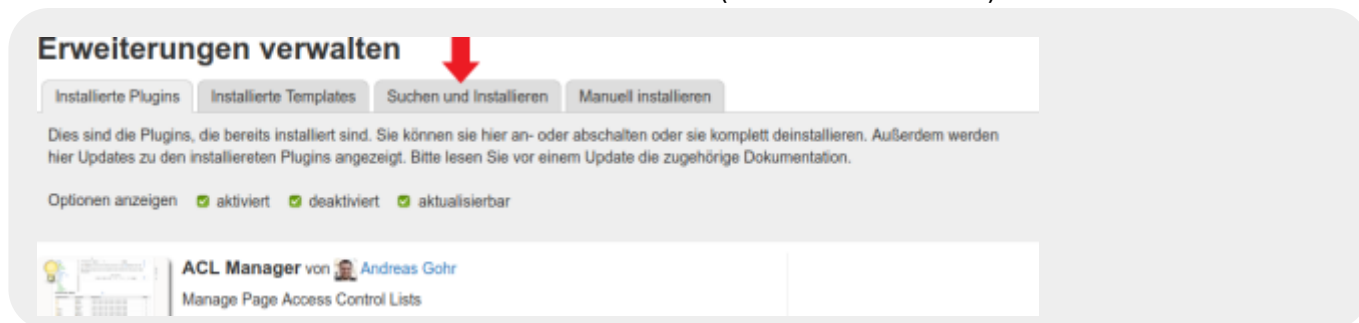 Erweiterungen verwalten
Installierte Plugins Installierte Templates Suchen und Installieren Manuell installieren
Dies sind die Plugins, die bereits installiert sind. Sie können sie hier an- oder abschalten oder sie komplett deinstallieren. Außerdem werden
hier Updates zu den installiereten Plugins angezeigt. Bitte lesen Sie vor einem Update die zugehörige Dokumentation.
Optionen anzeigen aktiviert deaktiviert aktualisierbar
ACL Manager von Andreas Gohr
Manage Page Access Control Lists